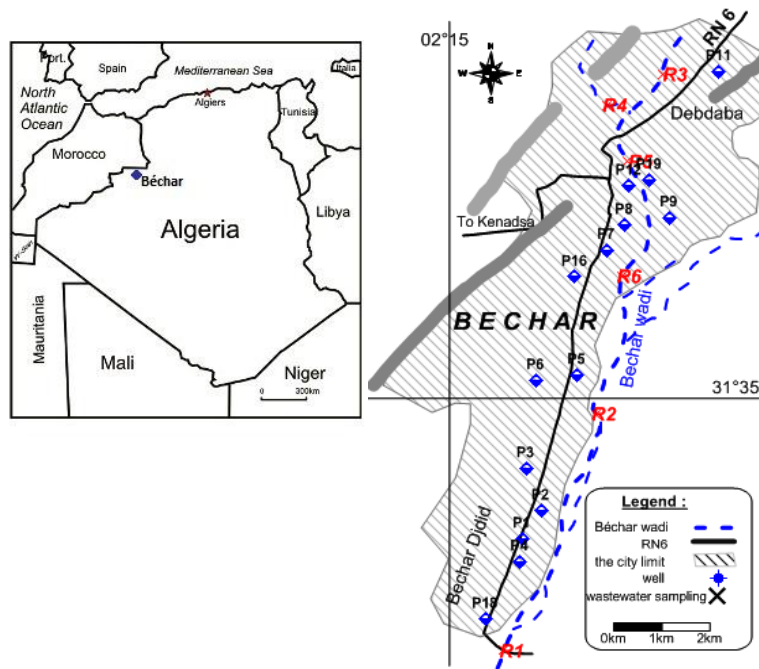 Port.
Spain
Mediterranean Sea
Italia
North
Atlantic
Ocean
Algiers
Tunisia
Morocco
Béchar
Algeria
Libya
Mauritania
Mali
Niger
0 300km
02°15
N
W E
S
RN 6
P11
R3
R4
Debdaba
R5
P12 P19
P9
P8
To Kenadsa
P7
P16
R6
BECHAR
Bechar wadi
P6
P5
31°35
R2
P3
P2
P1
P4
Bechar Djdid
P18
R1
Legend :
Béchar wadi
RN6
the city limit
well
wastewater sampling
0km 1km 2km